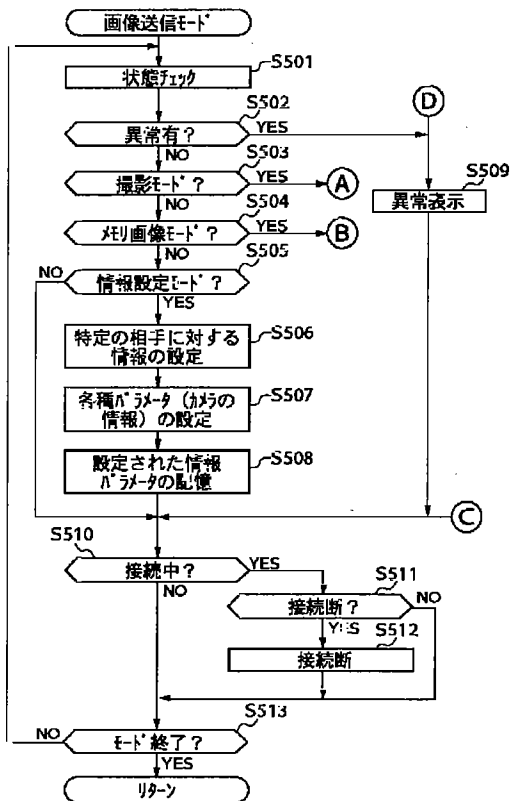 画像送信ﾓｰﾄﾞ
S501
状態ﾁｪｯｸ
S502
異常有？
YES
NO
D
S503
撮影ﾓｰﾄﾞ？
YES
A
NO
S509
異常表示
S504
ﾒﾓﾘ画像ﾓｰﾄﾞ？
YES
B
NO
S505
NO
情報設定ﾓｰﾄﾞ？
YES
S506
特定の相手に対する
情報の設定
S507
各種ﾊﾟﾗﾒｰﾀ（ｶﾒﾗの
情報）の設定
S508
設定された情報
ﾊﾟﾗﾒｰﾀの記憶
C
S510
接続中？
YES
NO
S511
接続断？
NO
YES
S512
接続断
S513
NO
ﾓｰﾄﾞ終了？
YES
ﾘﾀｰﾝ